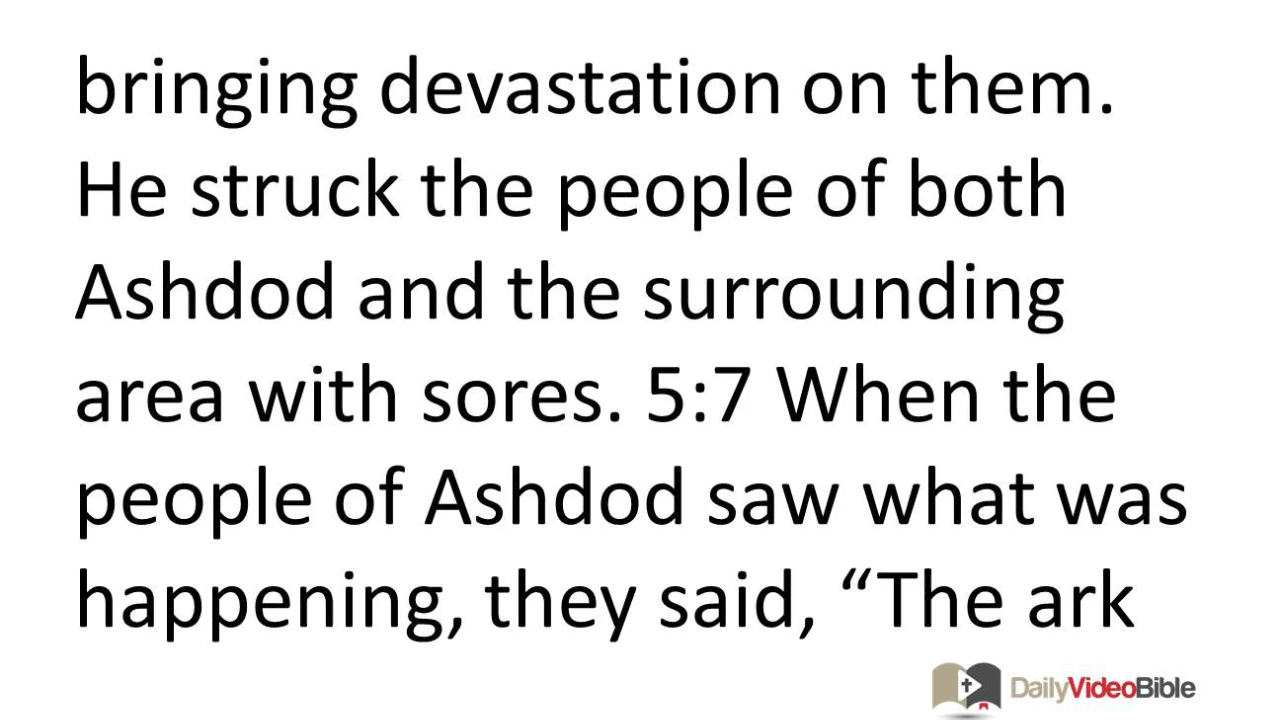 bringing devastation on them.
He struck the people of both
Ashdod and the surrounding
area with sores. 5:7 When the
people of Ashdod saw what was
happening, they said, “The ark
DailyVideoBible